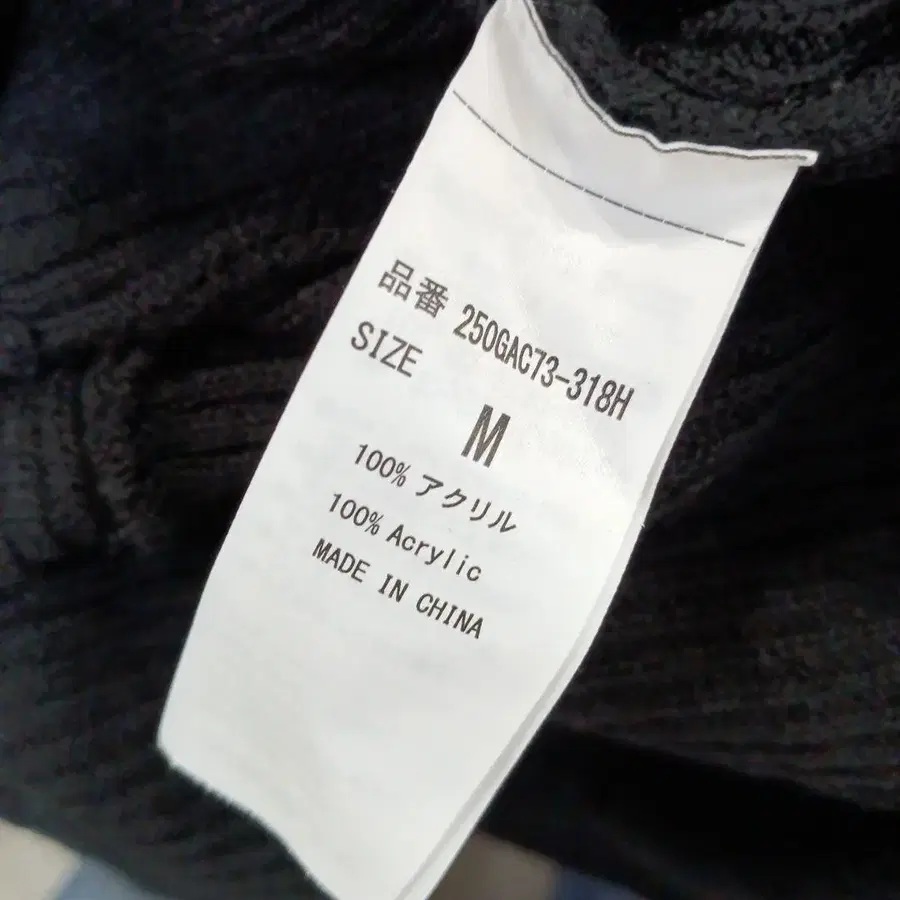 品番 250GAC73-318H
SIZE
M
100% アクリル
100% Acrylic
MADE IN CHINA